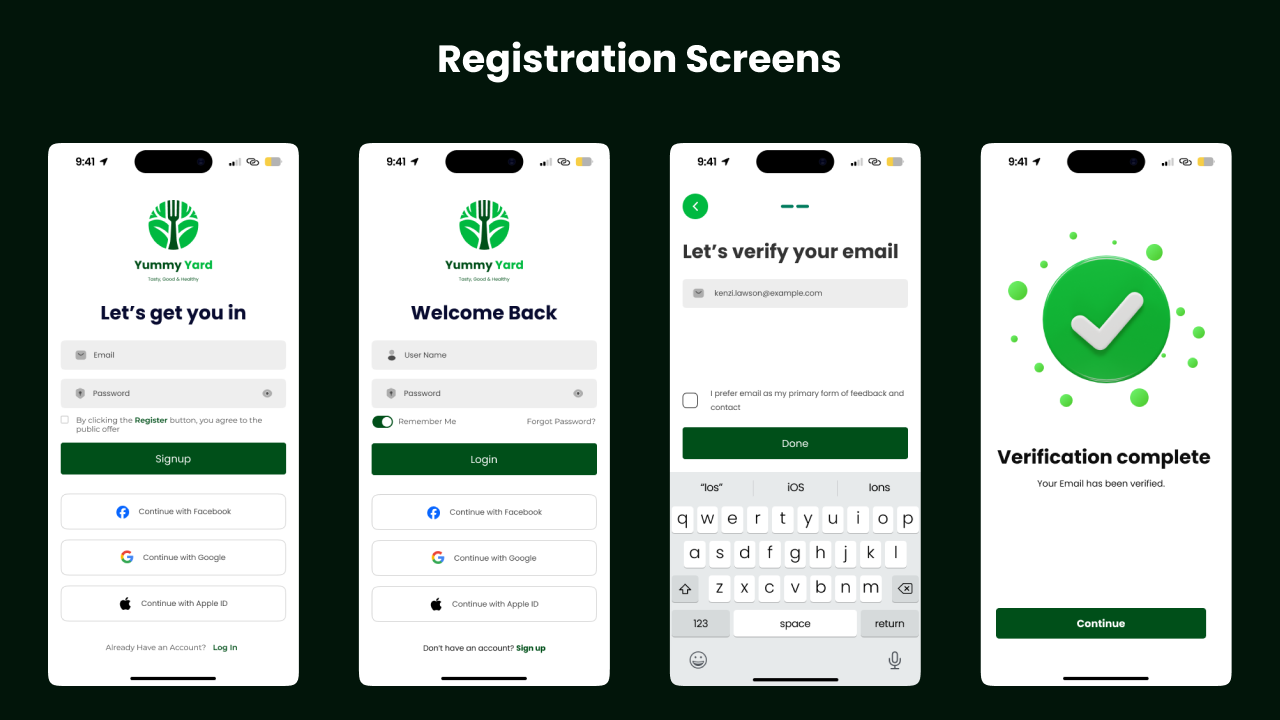 Registration Screens
9:41
Yummy Yard
Tasty, Good & Healthy
Let's get you in
Email
Password
By clicking the Register button, you agree to the
public offer
Signup
Continue with Facebook
Continue with Google
Continue with Apple ID
Already Have an Account? Log In
9:41
Yummy Yard
Tasty, Good & Healthy
Welcome Back
User Name
Password
Remember Me Forgot Password?
Login
Continue with Facebook
Continue with Google
Continue with Apple ID
Don't have an account? Sign up
9:41
Let's verify your email
kenzi.lawson@example.com
I prefer email as my primary form of feedback and
contact
Done
"Ios" iOS Ions
q w e r t y u i o p
a s d f g h j k l
z x c v b n m
123 space return
9:41
Verification complete
Your Email has been verified.
Continue